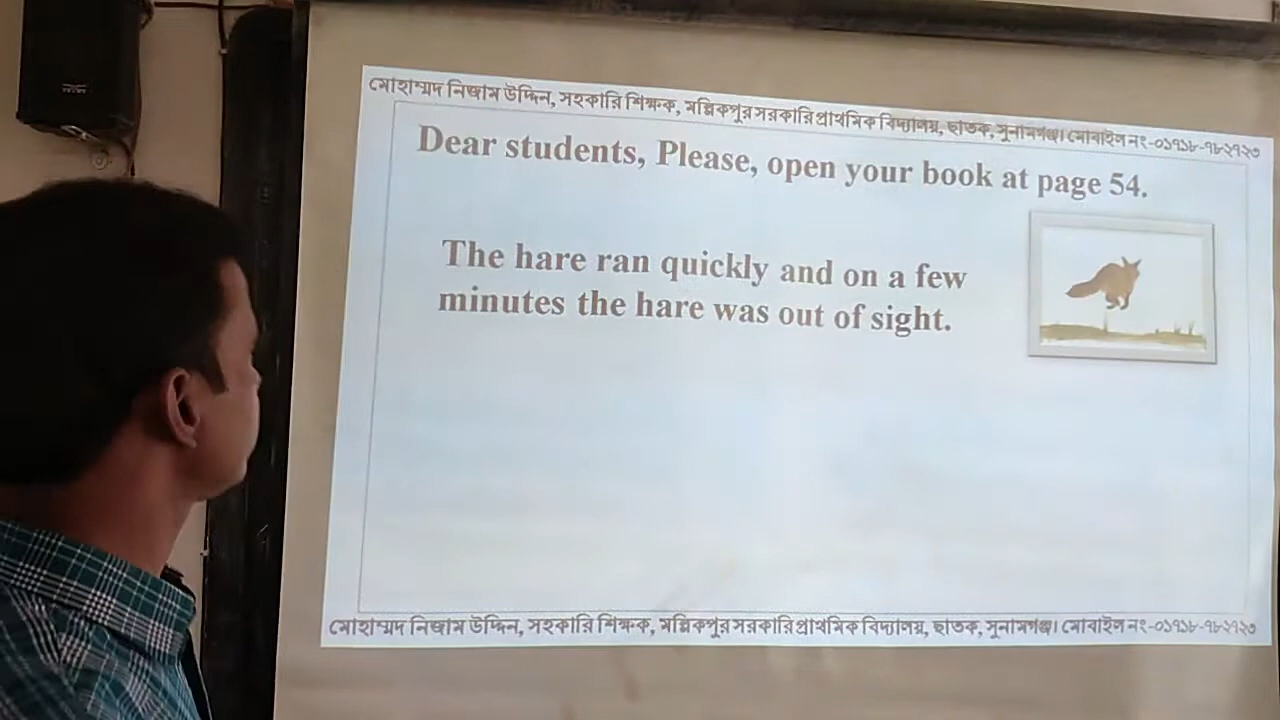 মোহাম্মদ নিজাম উদ্দিন, সহকারি শিক্ষক, মল্লিকপুর সরকারি প্রাথমিক বিদ্যালয়, ছাতক, সুনামগঞ্জ। মোবাইল নং-০১৭১৮-৭৮২৭২৩
Dear students, Please, open your book at page 54.
The hare ran quickly and on a few
minutes the hare was out of sight.
মোহাম্মদ নিজাম উদ্দিন, সহকারি শিক্ষক, মল্লিকপুর সরকারি প্রাথমিক বিদ্যালয়, ছাতক, সুনামগঞ্জ। মোবাইল নং-০১৭১৮-৭৮২৭২৩